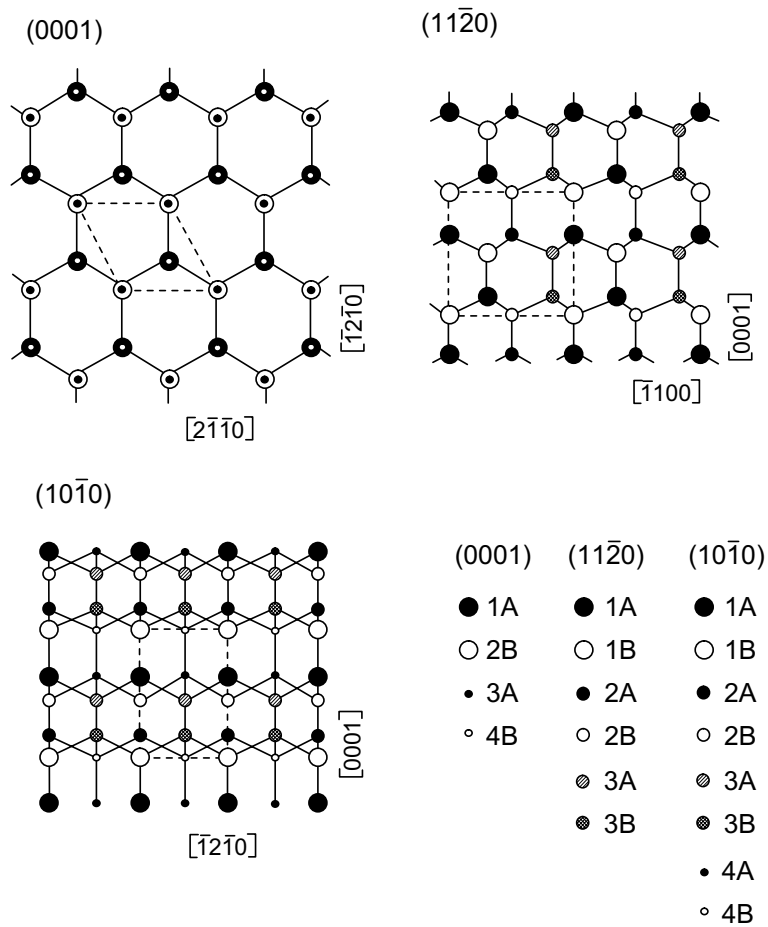 (0001)
(112̅0)
[1̅21̅0]
[0001]
[21̅1̅0]
[1̅100]
(101̅0)
[0001]
[1̅21̅0]
(0001) (112̅0) (101̅0)
1A 1A 1A
2B 1B 1B
3A 2A 2A
4B 2B 2B
3A 3A
3B 3B
4A
4B